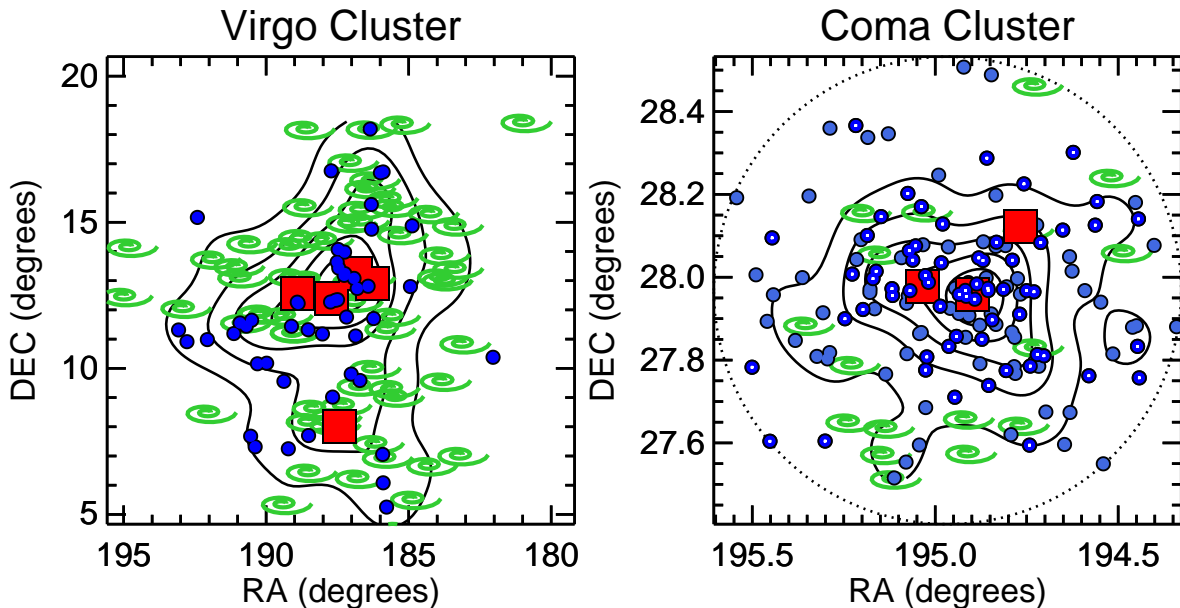 Virgo Cluster
20
15
10
5
195
190
185
180
RA (degrees)
DEC (degrees)
Coma Cluster
28.4
28.2
28.0
27.8
27.6
195.5
195.0
194.5
RA (degrees)
DEC (degrees)